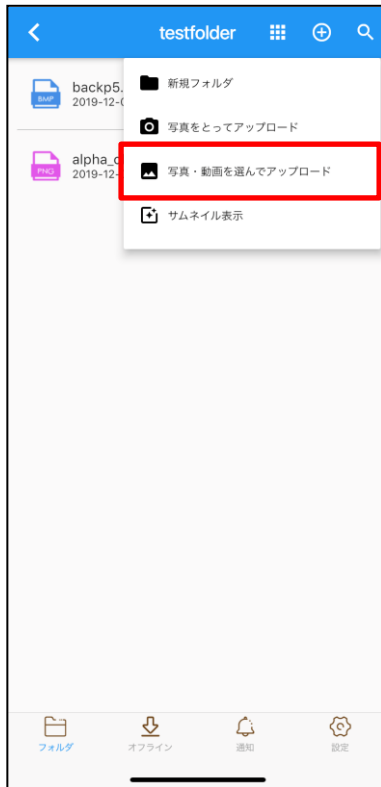 testfolder
backp5.
BMP
2019-12-0
新規フォルダ
写真をとってアップロード
alpha_c
PNG
2019-12-
写真・動画を選んでアップロード
サムネイル表示
フォルダ
オフライン
通知
設定